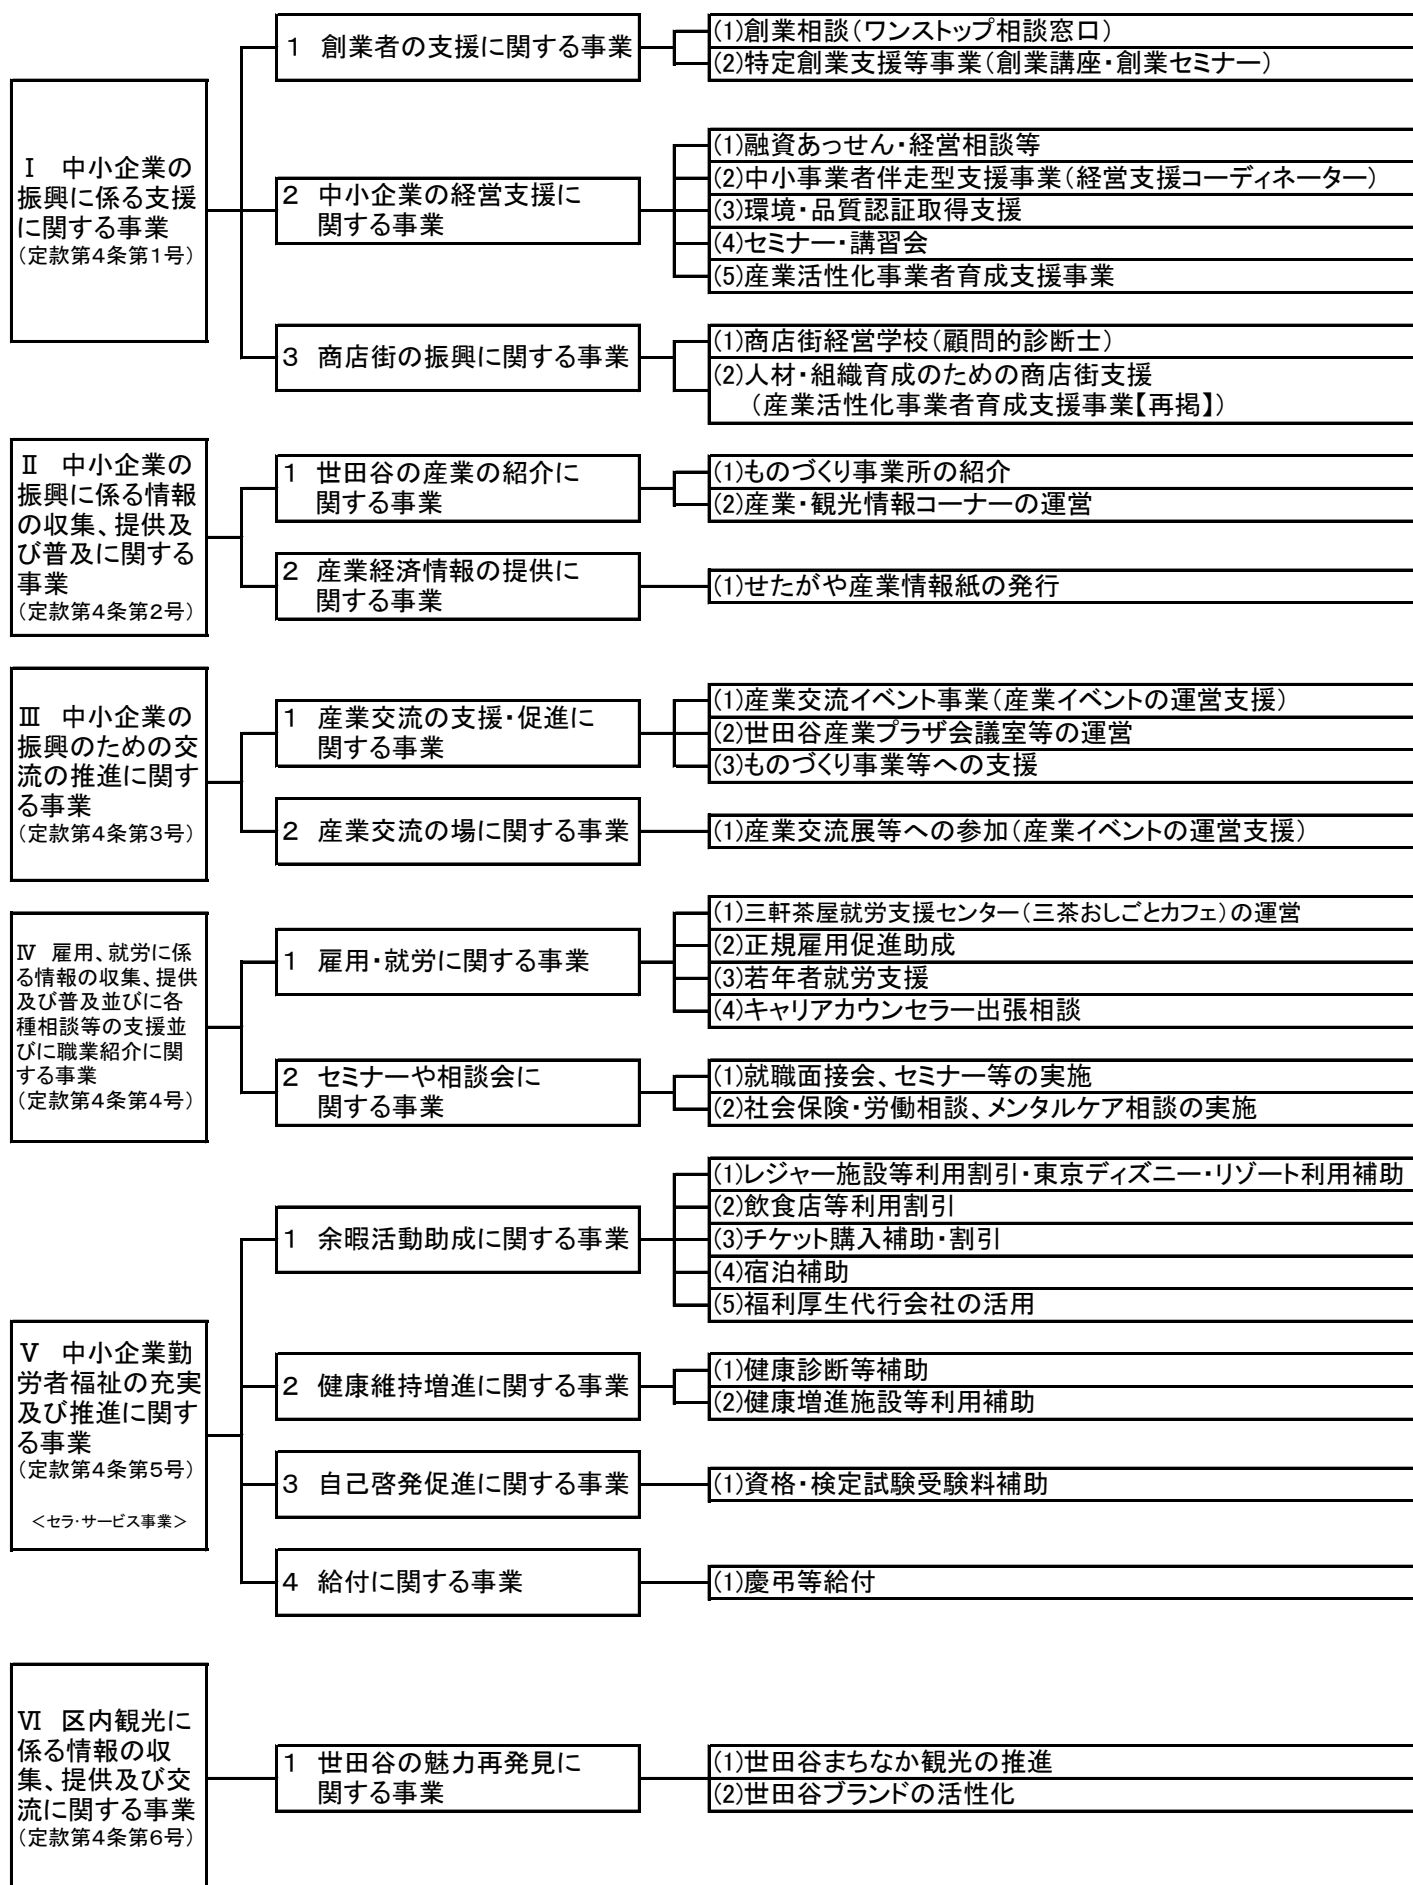 Ⅰ 中小企業の
振興に係る支援
に関する事業
(定款第4条第1号)
1 創業者の支援に関する事業
(1)創業相談(ワンストップ相談窓口)
(2)特定創業支援等事業(創業講座・創業セミナー)
2 中小企業の経営支援に
関する事業
(1)融資あっせん・経営相談等
(2)中小事業者伴走型支援事業(経営支援コーディネーター)
(3)環境・品質認証取得支援
(4)セミナー・講習会
(5)産業活性化事業者育成支援事業
3 商店街の振興に関する事業
(1)商店街経営学校(顧問的診断士)
(2)人材・組織育成のための商店街支援
(産業活性化事業者育成支援事業【再掲】)
Ⅱ 中小企業の
振興に係る情報
の収集、提供及
び普及に関する
事業
(定款第4条第2号)
1 世田谷の産業の紹介に
関する事業
(1)ものづくり事業所の紹介
(2)産業・観光情報コーナーの運営
2 産業経済情報の提供に
関する事業
(1)せたがや産業情報紙の発行
Ⅲ 中小企業の
振興のための交
流の推進に関す
る事業
(定款第4条第3号)
1 産業交流の支援・促進に
関する事業
(1)産業交流イベント事業(産業イベントの運営支援)
(2)世田谷産業プラザ会議室等の運営
(3)ものづくり事業等への支援
2 産業交流の場に関する事業
(1)産業交流展等への参加(産業イベントの運営支援)
Ⅳ 雇用、就労に係
る情報の収集、提供
及び普及並びに各
種相談等の支援並
びに職業紹介に関
する事業
(定款第4条第4号)
1 雇用・就労に関する事業
(1)三軒茶屋就労支援センター(三茶おしごとカフェ)の運営
(2)正規雇用促進助成
(3)若年者就労支援
(4)キャリアカウンセラー出張相談
2 セミナーや相談会に
関する事業
(1)就職面接会、セミナー等の実施
(2)社会保険・労働相談、メンタルケア相談の実施
Ⅴ 中小企業勤
労者福祉の充実
及び推進に関す
る事業
(定款第4条第5号)
<セラ・サービス事業>
1 余暇活動助成に関する事業
(1)レジャー施設等利用割引・東京ディズニー・リゾート利用補助
(2)飲食店等利用割引
(3)チケット購入補助・割引
(4)宿泊補助
(5)福利厚生代行会社の活用
2 健康維持増進に関する事業
(1)健康診断等補助
(2)健康増進施設等利用補助
3 自己啓発促進に関する事業
(1)資格・検定試験受験料補助
4 給付に関する事業
(1)慶弔等給付
Ⅵ 区内観光に
係る情報の収
集、提供及び交
流に関する事業
(定款第4条第6号)
1 世田谷の魅力再発見に
関する事業
(1)世田谷まちなか観光の推進
(2)世田谷ブランドの活性化